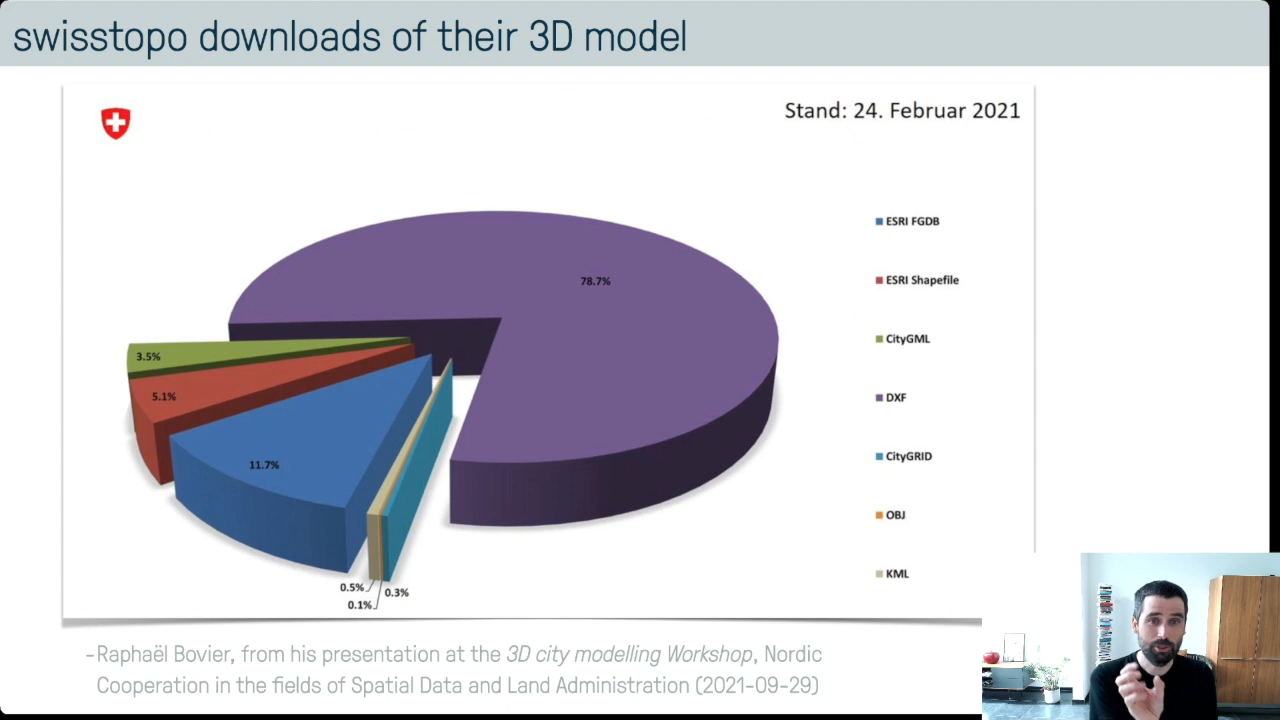 swisstopo downloads of their 3D model
Stand: 24. Februar 2021
ESRI FGDB
78.7%
ESRI Shapefile
CityGML
3.5%
5.1%
DXF
11.7%
CityGRID
OBJ
KML
0.5%
0.3%
0.1%
–Raphaël Bovier, from his presentation at the 3D city modelling Workshop, Nordic
Cooperation in the fields of Spatial Data and Land Administration (2021-09-29)